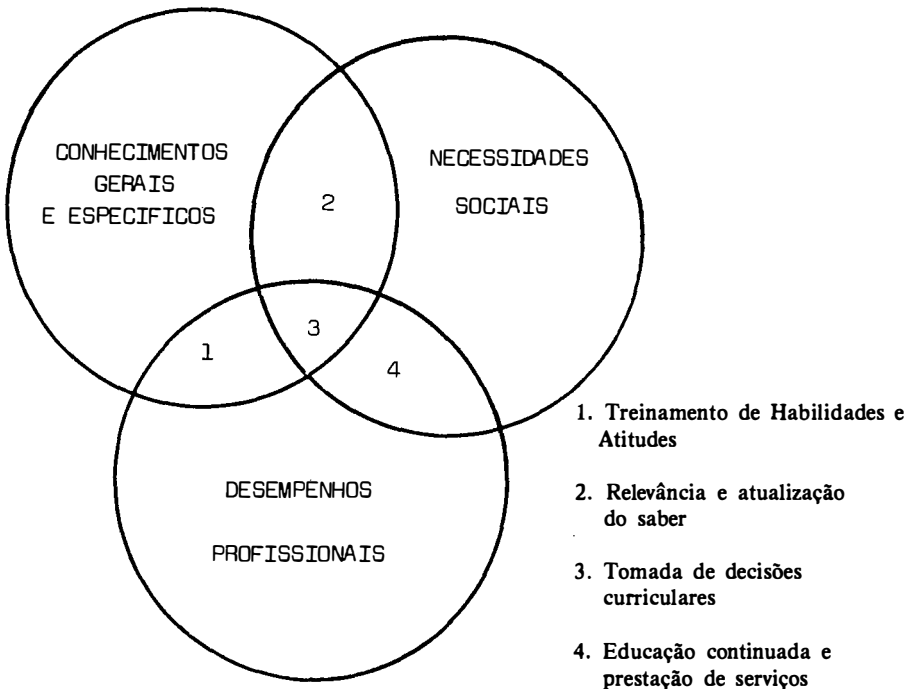 CONHECIMENTOS
GERAIS
E ESPECIFICOS
NECESSIDADES
SOCIAIS
2
3
1
4
DESEMPENHOS
PROFISSIONAIS
1. Treinamento de Habilidades e
Atitudes
2. Relevância e atualização
do saber
3. Tomada de decisões
curriculares
4. Educação continuada e
prestação de serviços